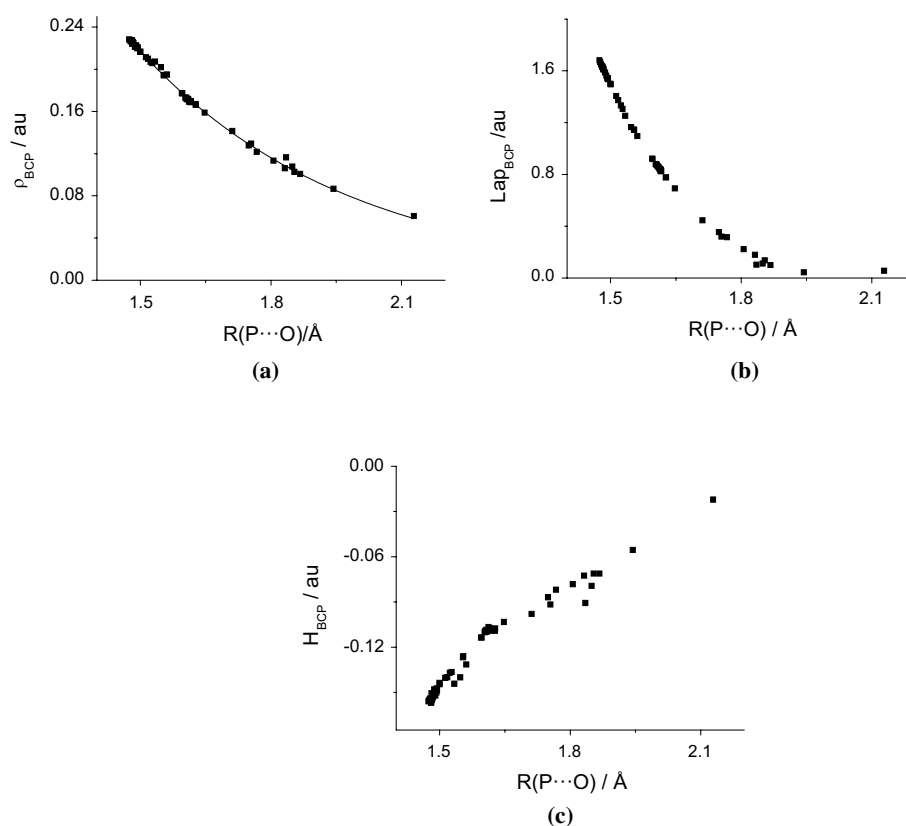 0.24
0.16
0.08
0.00
ρBCP / au
1.5 1.8 2.1
R(P···O)/Å
(a)
1.6
0.8
0.0
LapBCP /au
1.5 1.8 2.1
R(P···O) / Å
(b)
0.00
-0.06
-0.12
HBCP / au
1.5 1.8 2.1
R(P···O) / Å
(c)